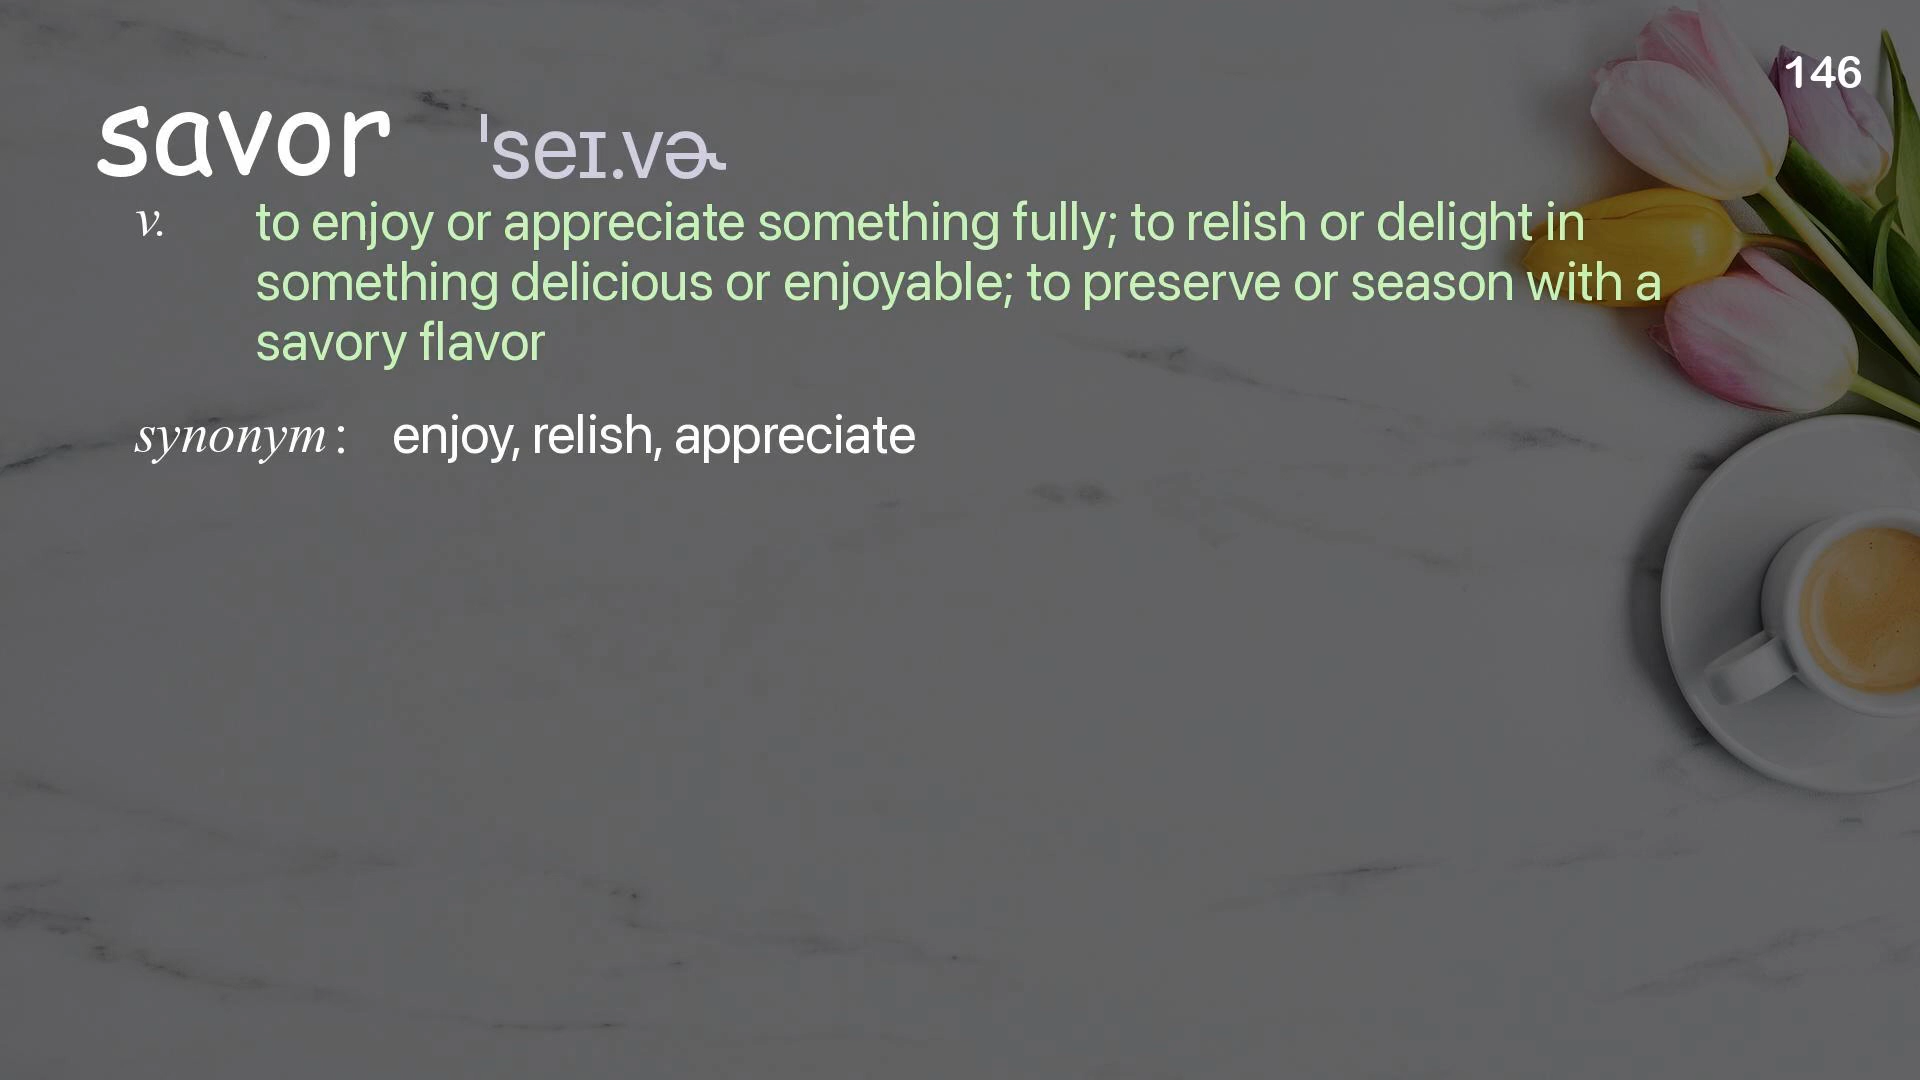 146
savor ˈseɪ.vɚ
v. to enjoy or appreciate something fully; to relish or delight in
something delicious or enjoyable; to preserve or season with a
savory flavor
synonym: enjoy, relish, appreciate